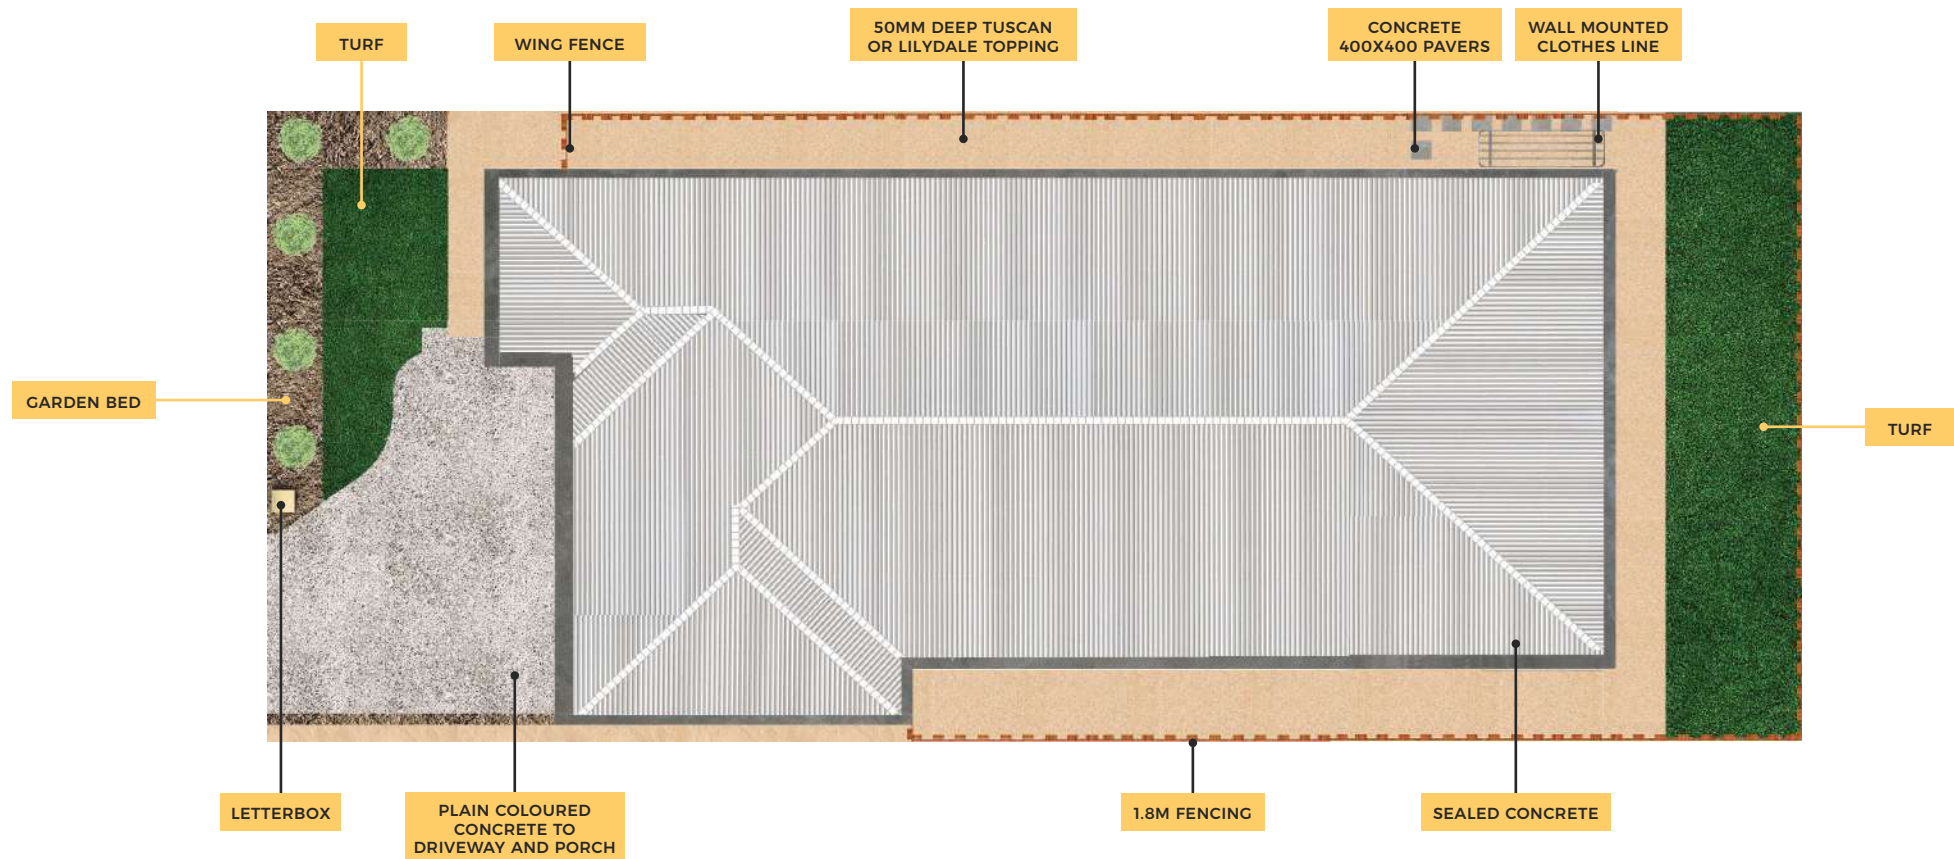 TURF
WING FENCE
50MM DEEP TUSCAN
OR LILYDALE TOPPING
CONCRETE
400X400 PAVERS
WALL MOUNTED
CLOTHES LINE
GARDEN BED
TURF
LETTERBOX
PLAIN COLOURED
CONCRETE TO
DRIVEWAY AND PORCH
1.8M FENCING
SEALED CONCRETE